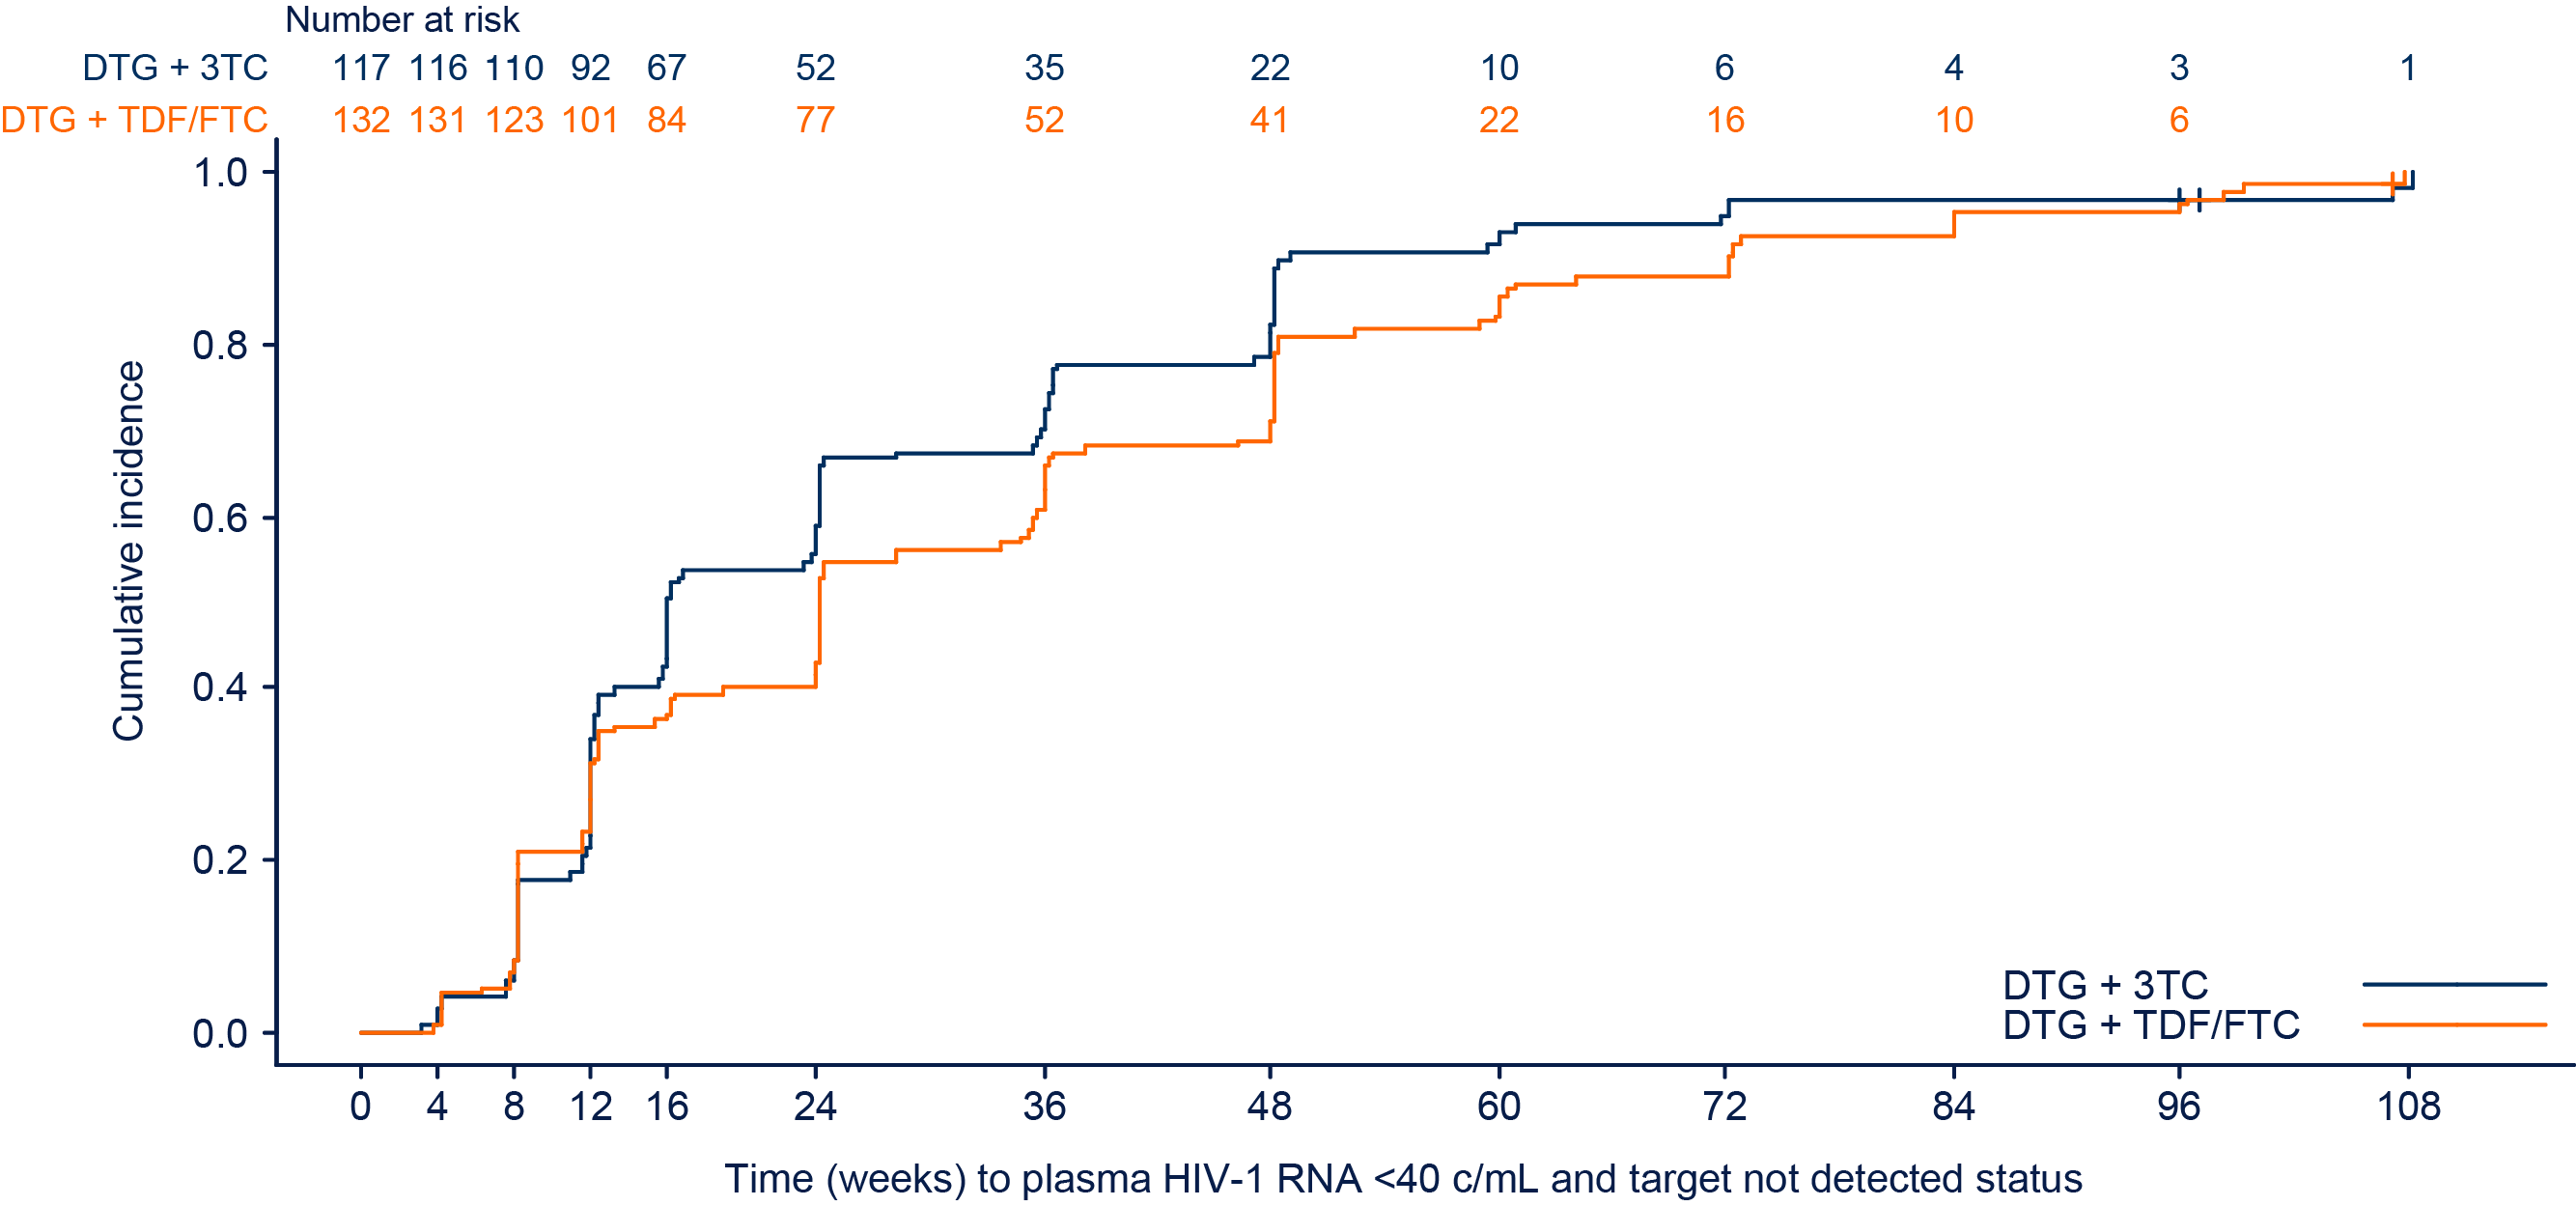 Number at risk
DTG + 3TC 117 116 110 92 67 52 35 22 10 6 4 3 1
DTG + TDF/FTC 132 131 123 101 84 77 52 41 22 16 10 6
1.0
0.8
0.6
0.4
0.2
0.0
Cumulative incidence
DTG + 3TC
DTG + TDF/FTC
0 4 8 12 16 24 36 48 60 72 84 96 108
Time (weeks) to plasma HIV-1 RNA <40 c/mL and target not detected status